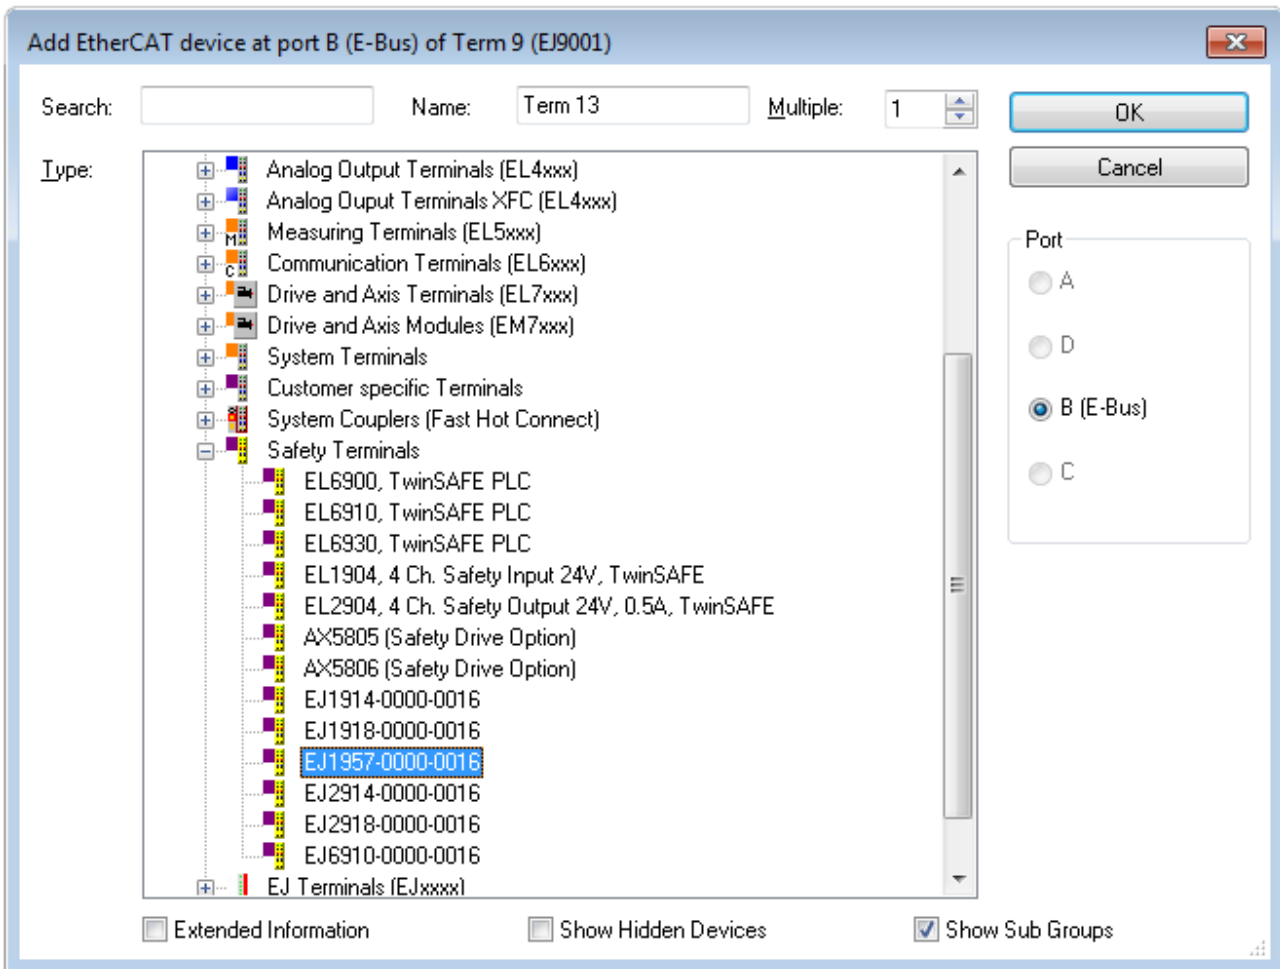 Add EtherCAT device at port B (E-Bus) of Term 9 (EJ9001)
Search: Name: Term 13 Multiple: 1 OK
Type: Cancel
Analog Output Terminals (EL4xxx)
Analog Ouput Terminals XFC (EL4xxx)
Measuring Terminals (EL5xxx)
Communication Terminals (EL6xxx)
Drive and Axis Terminals (EL7xxx)
Drive and Axis Modules (EM7xxx)
System Terminals
Customer specific Terminals
System Couplers (Fast Hot Connect)
Safety Terminals
EL6900, TwinSAFE PLC
EL6910, TwinSAFE PLC
EL6930, TwinSAFE PLC
EL1904, 4 Ch. Safety Input 24V, TwinSAFE
EL2904, 4 Ch. Safety Output 24V, 0.5A, TwinSAFE
AX5805 (Safety Drive Option)
AX5806 (Safety Drive Option)
EJ1914-0000-0016
EJ1918-0000-0016
EJ1957-0000-0016
EJ2914-0000-0016
EJ2918-0000-0016
EJ6910-0000-0016
EJ Terminals (EJxxxx)
Port
A
D
B (E-Bus)
C
Extended Information Show Hidden Devices Show Sub Groups